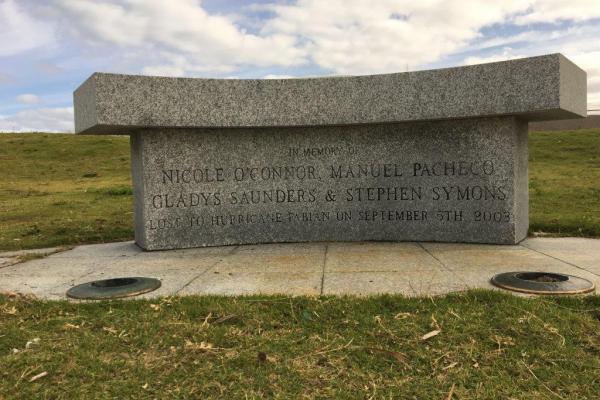 IN MEMORY OF
NICOLE O'CONNOR, MANUEL PACHECO
GLADYS SAUNDERS & STEPHEN SYMONS
LOST TO HURRICANE FABIAN ON SEPTEMBER 5TH, 2003